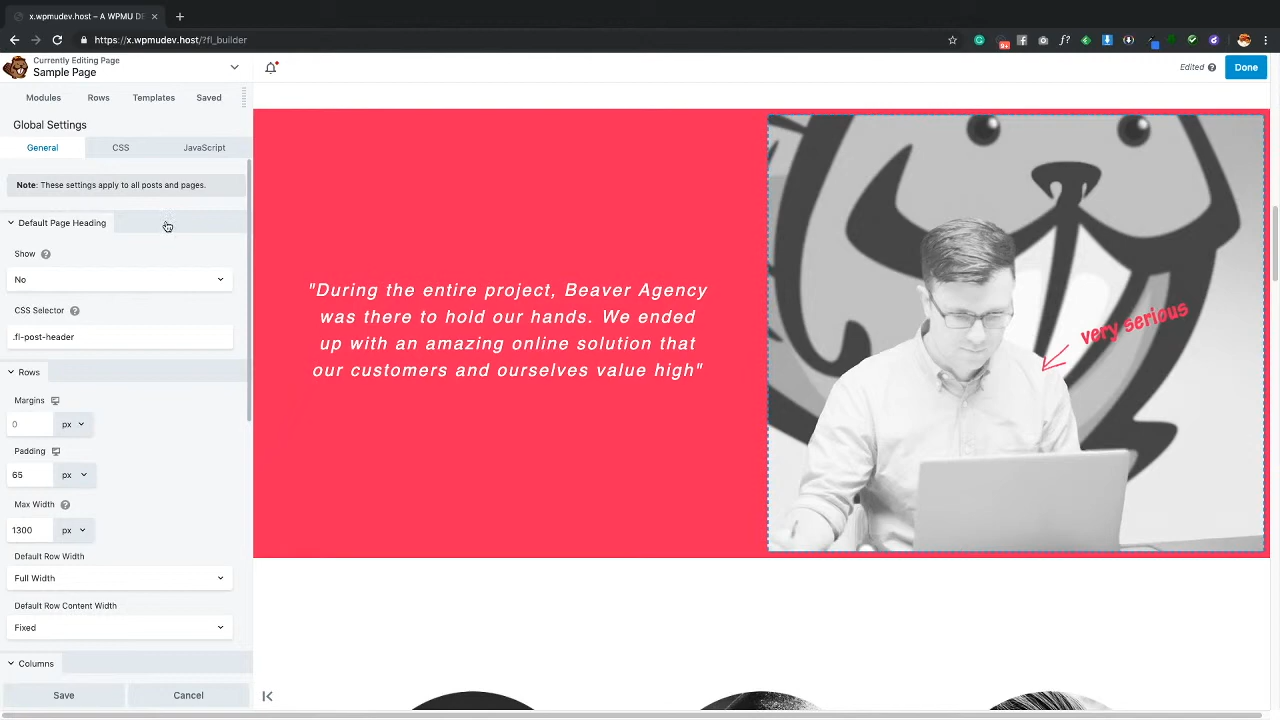 x.wpmudev.host – A WPMU DE
https://x.wpmudev.host/?fl_builder
Currently Editing Page
Sample Page
Edited
Done
Modules
Rows
Templates
Saved
Global Settings
General
CSS
JavaScript
Note: These settings apply to all posts and pages.
Default Page Heading
Show
No
CSS Selector
.fl-post-header
Rows
Margins
0
px
Padding
65
px
Max Width
1300
px
Default Row Width
Full Width
Default Row Content Width
Fixed
Columns
Save
Cancel
"During the entire project, Beaver Agency
was there to hold our hands. We ended
up with an amazing online solution that
our customers and ourselves value high"
very serious